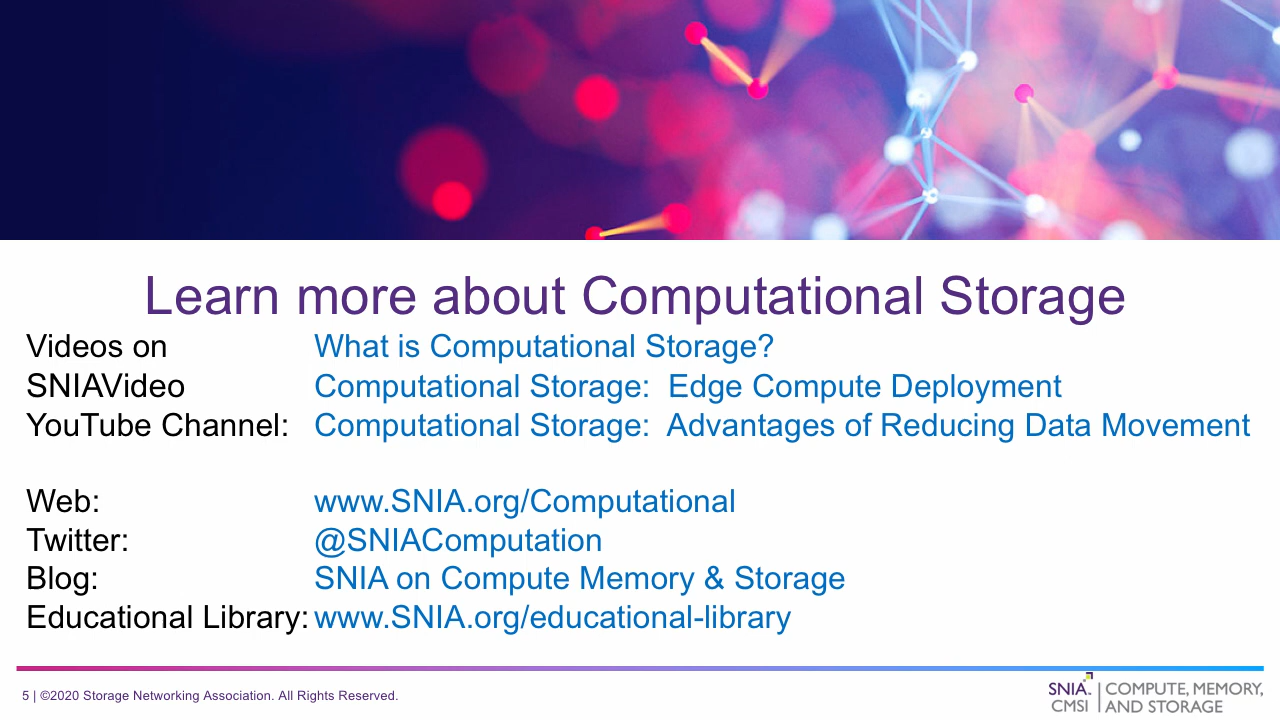 Learn more about Computational Storage
Videos on What is Computational Storage?
SNIAVideo Computational Storage: Edge Compute Deployment
YouTube Channel: Computational Storage: Advantages of Reducing Data Movement
Web: www.SNIA.org/Computational
Twitter: @SNIAComputation
Blog: SNIA on Compute Memory & Storage
Educational Library: www.SNIA.org/educational-library
5 | ©2020 Storage Networking Association. All Rights Reserved.
SNIA. | COMPUTE, MEMORY,
CMSI | AND STORAGE